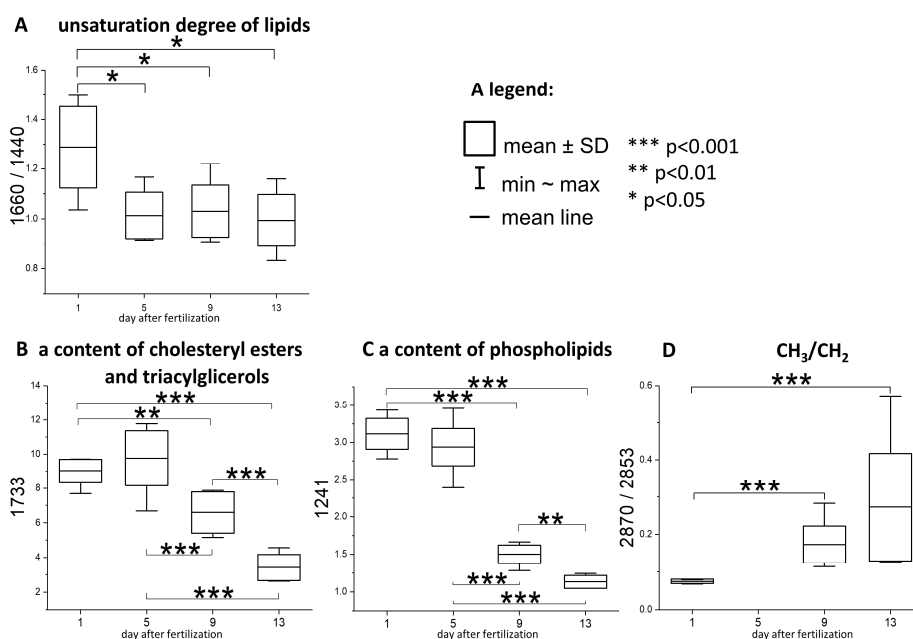 A unsaturation degree of lipids
*
*
*
1.6
1.4
1.2
1.0
0.8
1660 / 1440
1 5 9 13
day after fertilization
A legend:
mean ± SD
min ~ max
mean line
*** p<0.001
** p<0.01
* p<0.05
B a content of cholesteryl esters
and triacylglicerols
***
**
***
***
***
14
12
10
8
6
4
2
1733
1 5 9 13
day after fertilization
C a content of phospholipids
***
***
**
***
***
3.5
3.0
2.5
2.0
1.5
1.0
1241
1 5 9 13
day after fertilization
D CH3/CH2
***
***
0.6
0.4
0.2
0.0
2870 / 2853
1 5 9 13
day after fertilization